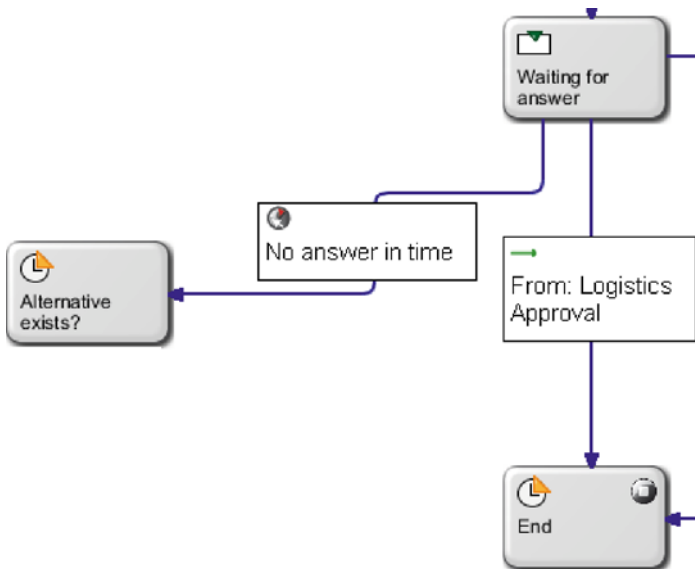 Waiting for
answer
No answer in time
From: Logistics
Approval
Alternative
exists?
End